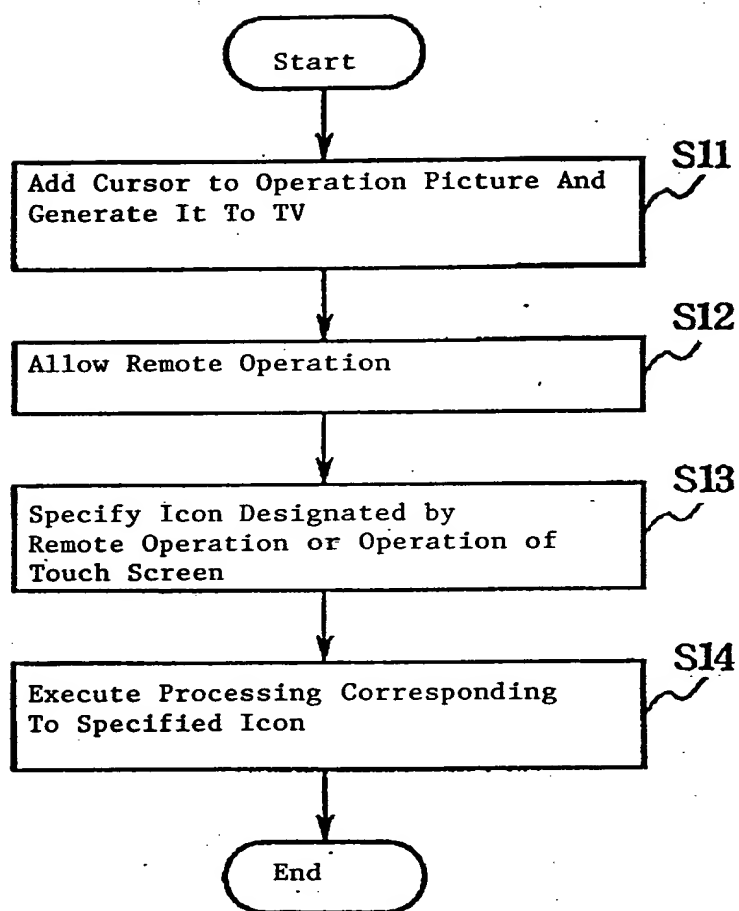 Start
S11
Add Cursor to Operation Picture And
Generate It To TV
S12
Allow Remote Operation
S13
Specify Icon Designated by
Remote Operation or Operation of
Touch Screen
S14
Execute Processing Corresponding
To Specified Icon
End